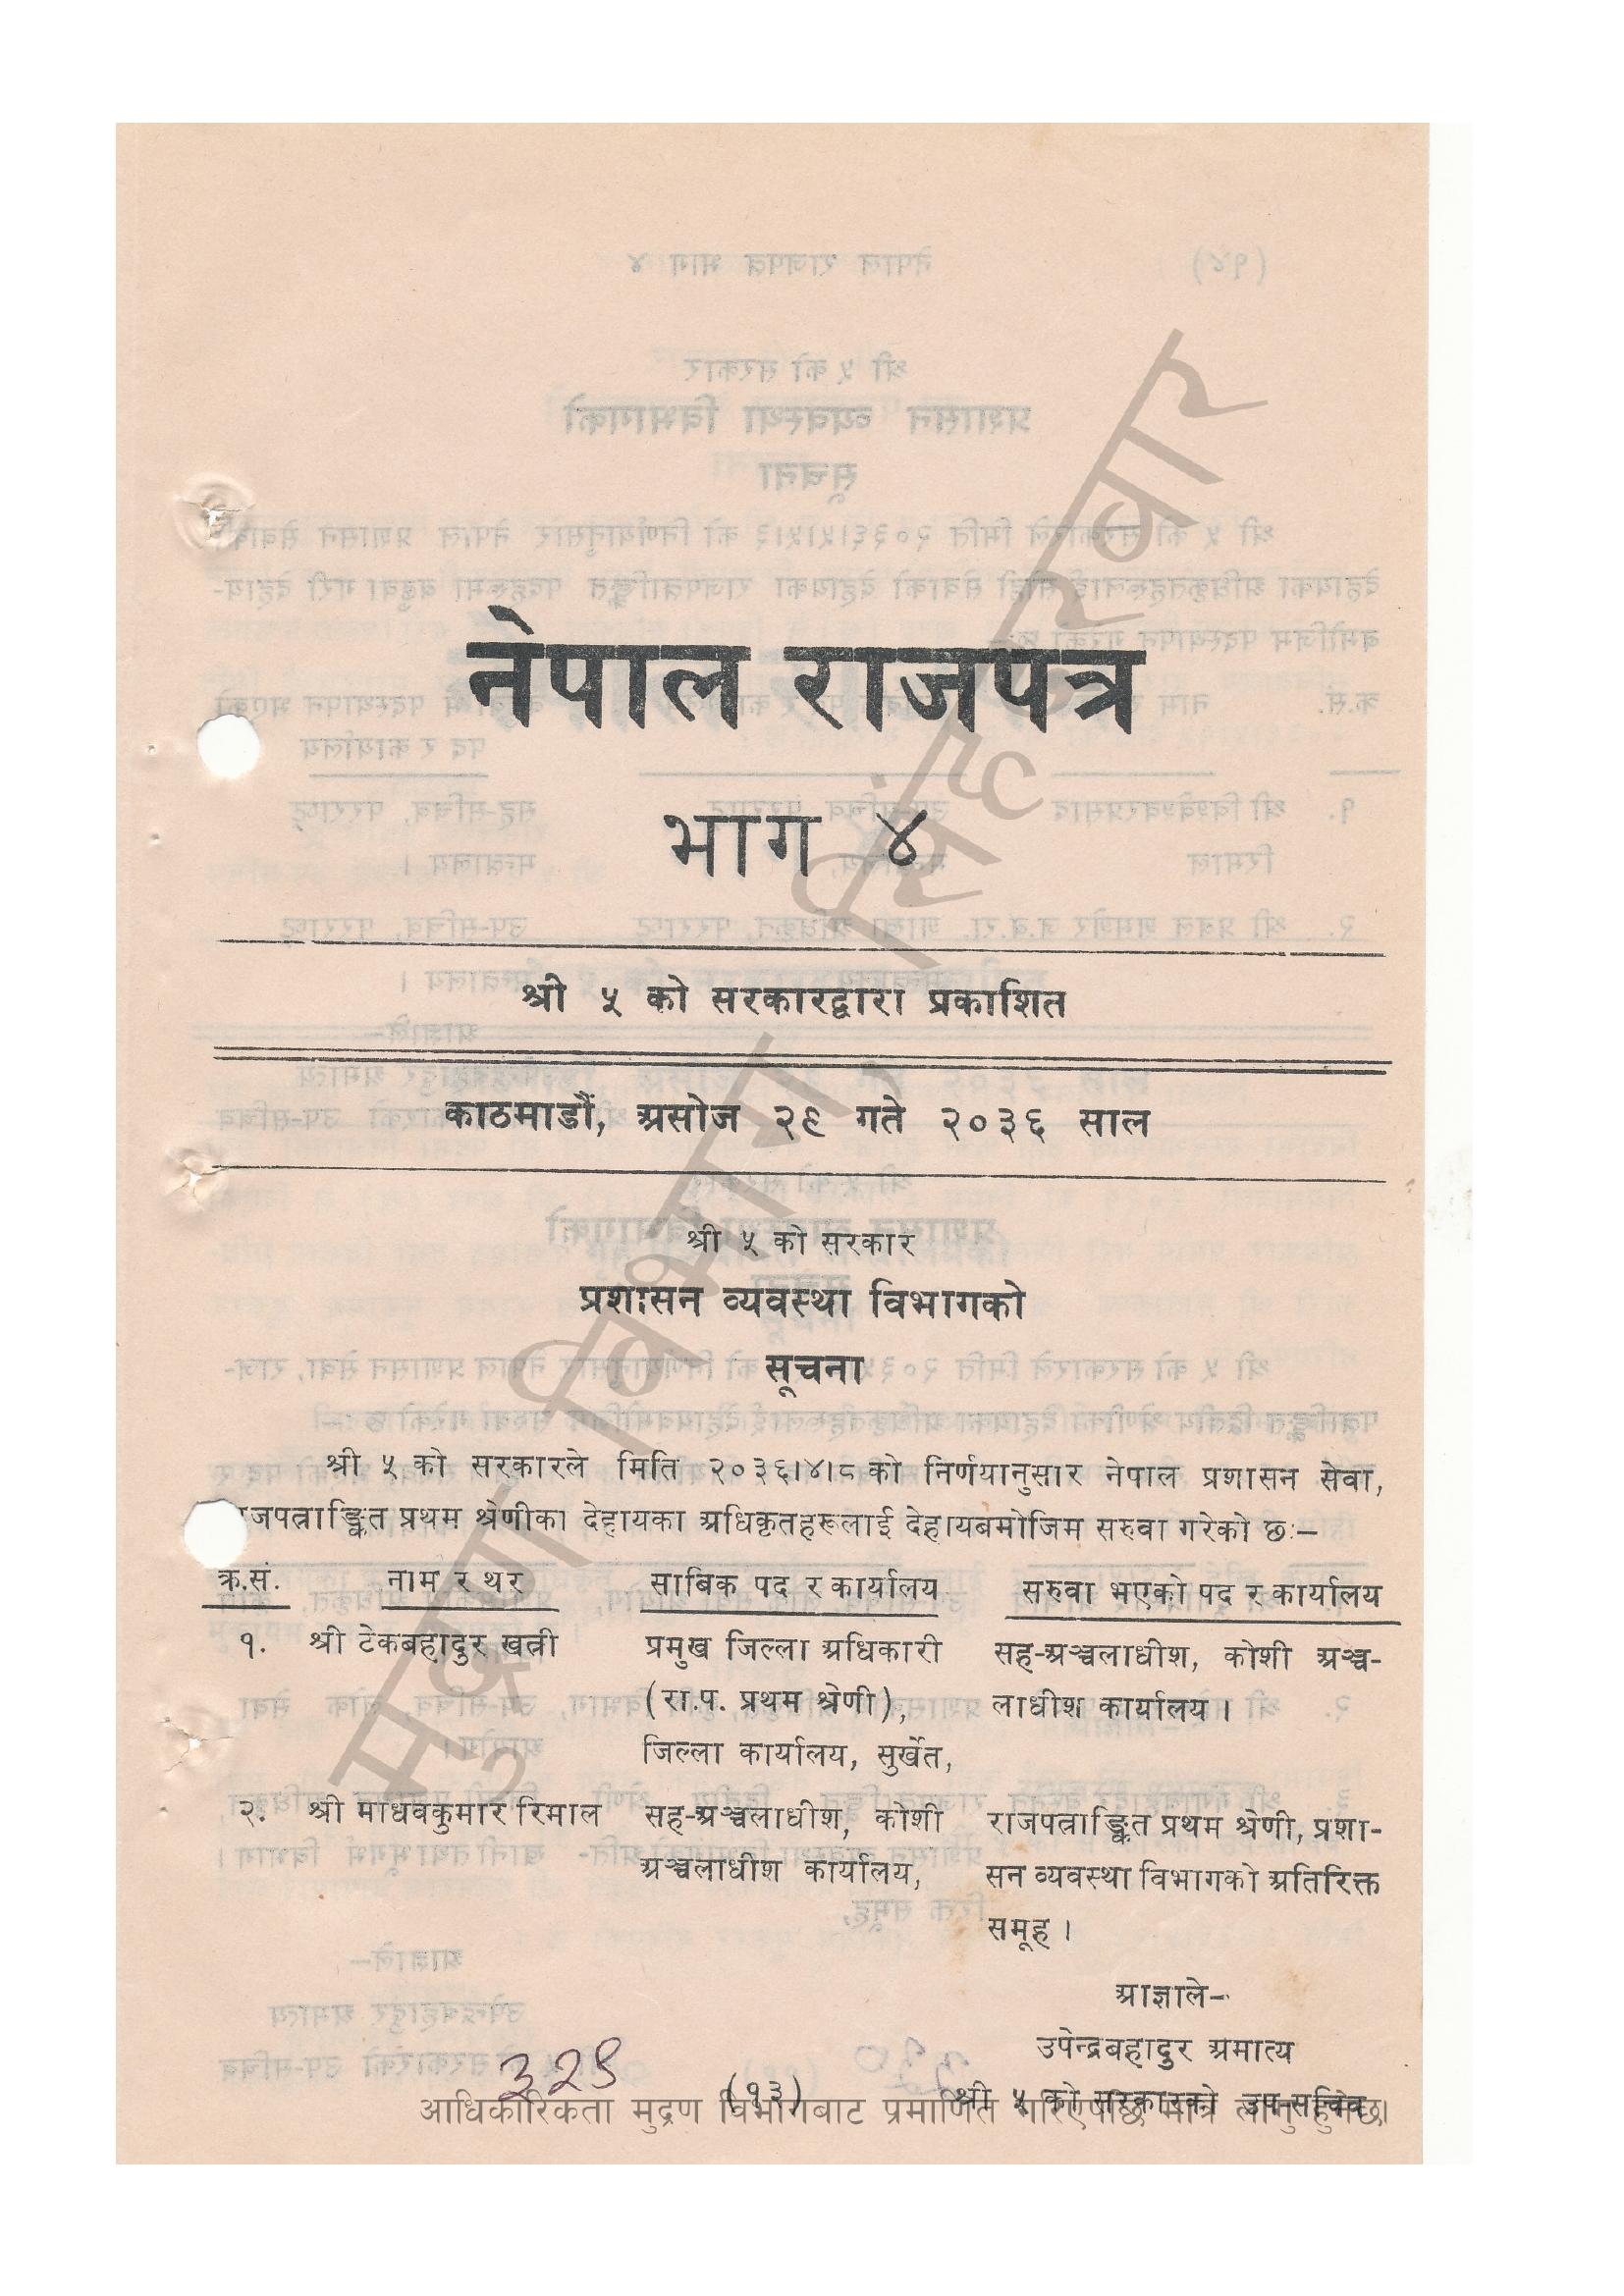 नेपाल राजपत्र
भाग ४
श्री ५ को सरकारद्वारा प्रकाशित
काठमाडौं, असोज २९ गते २०३६ साल
श्री ५ को सरकार
प्रशासन व्यवस्था विभागको
सूचना
श्री ५ को सरकारले मिति २०३६।४।८ को निर्णयानुसार नेपाल प्रशासन सेवा,
राजपत्राङ्कित प्रथम श्रेणीका देहायका अधिकृतहरूलाई देहायबमोजिम सरुवा गरेको छः—
क्र.सं. नाम र थर साबिक पद र कार्यालय सरुवा भएको पद र कार्यालय
१. श्री टेकबहादुर खत्री प्रमुख जिल्ला अधिकारी सह-अञ्चलाधीश, कोशी अञ्च-
(रा.प. प्रथम श्रेणी), लाधीश कार्यालय ।
जिल्ला कार्यालय, सुर्खेत,
२. श्री माधवकुमार रिमाल सह-अञ्चलाधीश, कोशी राजपत्राङ्कित प्रथम श्रेणी, प्रशा-
अञ्चलाधीश कार्यालय, सन व्यवस्था विभागको अतिरिक्त
समूह ।
आज्ञाले—
उपेन्द्रबहादुर अमात्य
श्री ५ को सरकारको उप-सचिव
329
(१३)
आधिकारिकता मुद्रण विभागबाट प्रमाणित गरिएपछि मात्र लागु हुनेछ।
मुद्रण विभाग सिंहदरवार